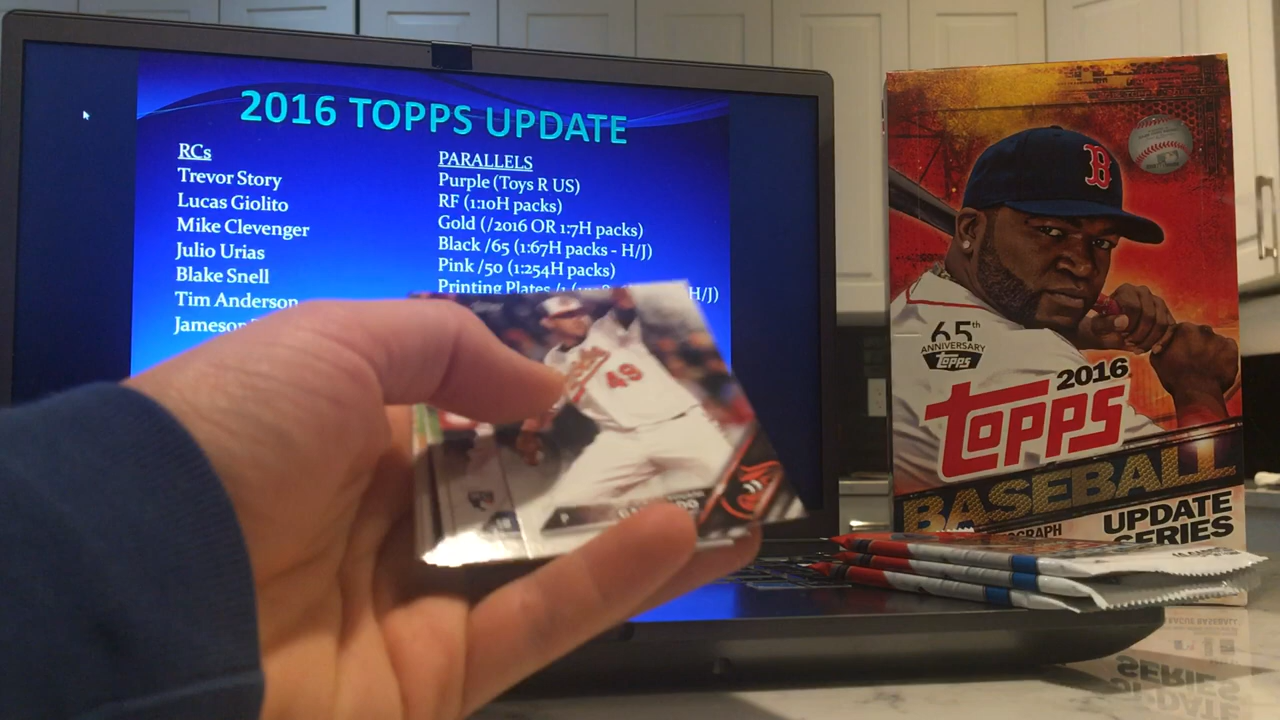 2016 TOPPS UPDATE
RCs
Trevor Story
Lucas Giolito
Mike Clevenger
Julio Urias
Blake Snell
Tim Anderson
Jameson
PARALLELS
Purple (Toys R US)
RF (1:10H packs)
Gold (/2016 OR 1:7H packs)
Black /65 (1:67H packs - H/J)
Pink /50 (1:254H packs)
Printing Plates /1 H/J)
49
P
B
65th
ANNIVERSARY
Topps
2016
Topps
BASEBALL
UPDATE
SERIES